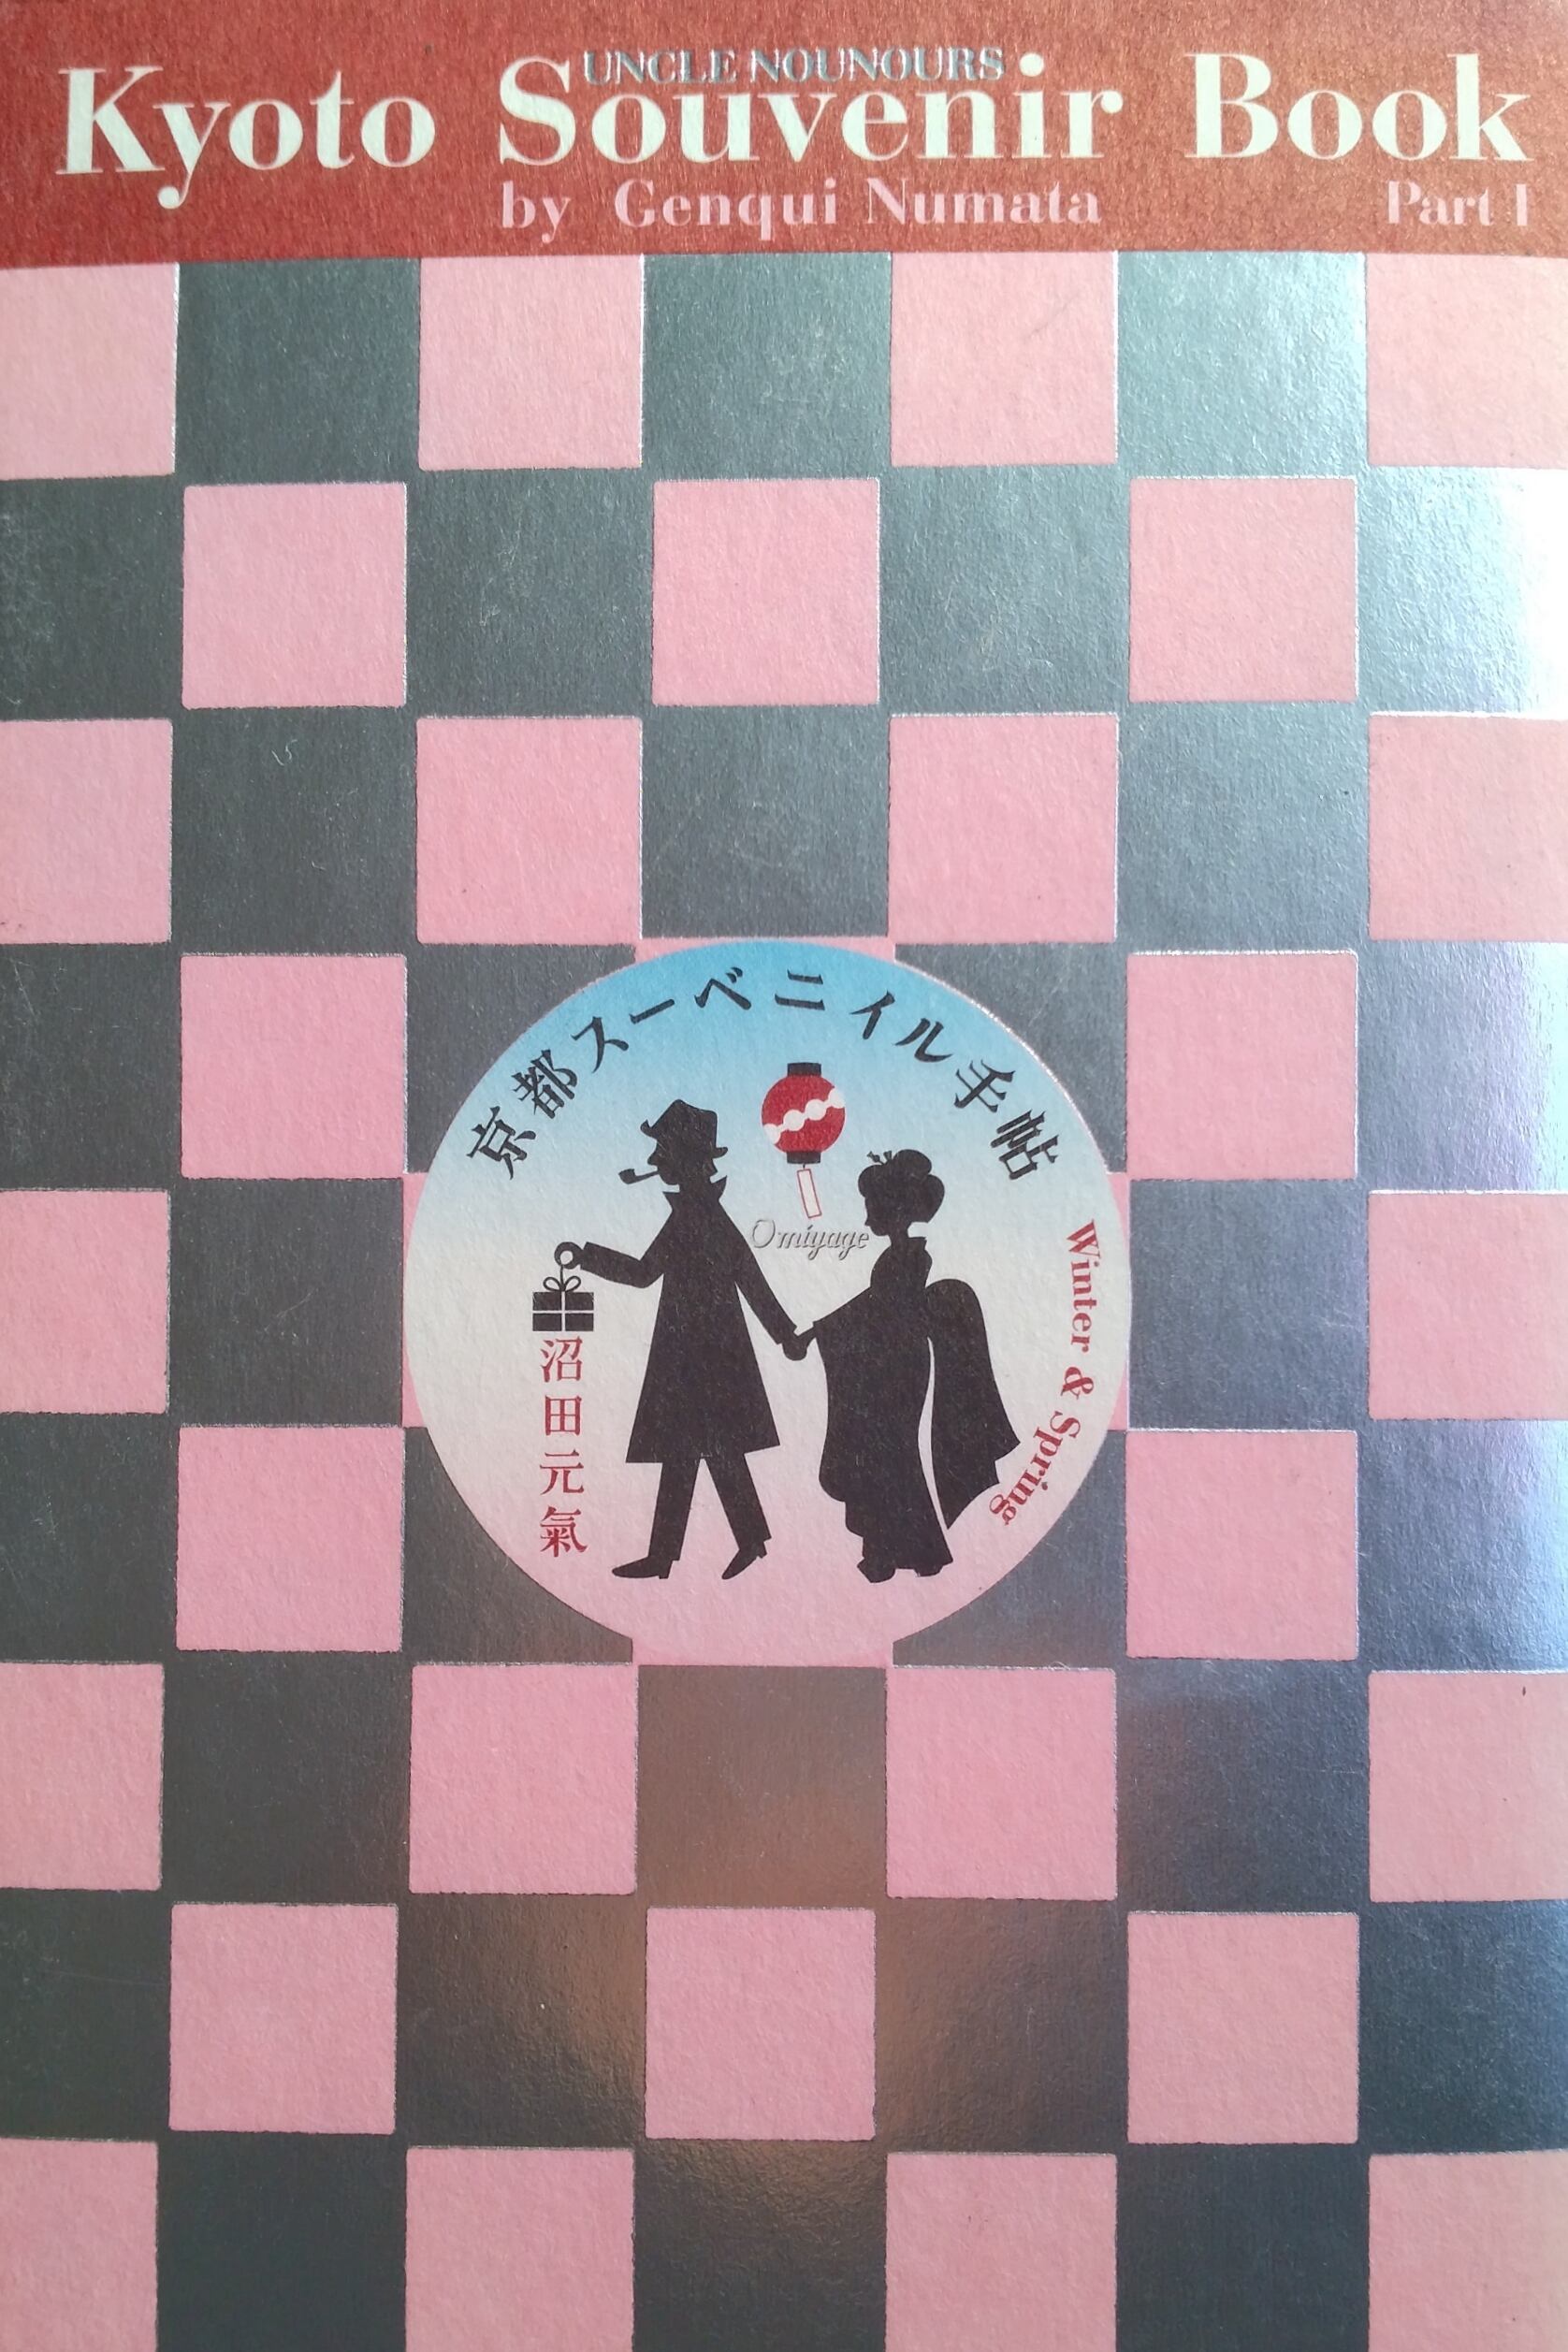 UNCLE NOUNOURS
Kyoto Souvenir Book
by Genqui Numata
Part I
京都スーベニイル手帖
Omiyage
Winter & Spring
沼田元氣